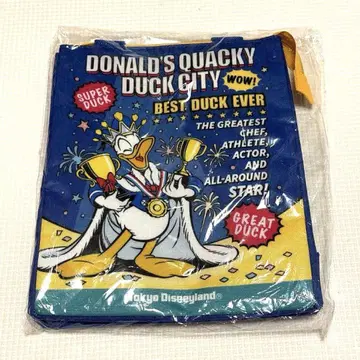 DONALD'S QUACKY
DUCK CITY
WOW!
SUPER
DUCK
BEST DUCK EVER
THE GREATEST
CHEF,
ATHLETE,
ACTOR,
AND
ALL-AROUND
STAR!
GREAT
DUCK
Tokyo Disneyland®